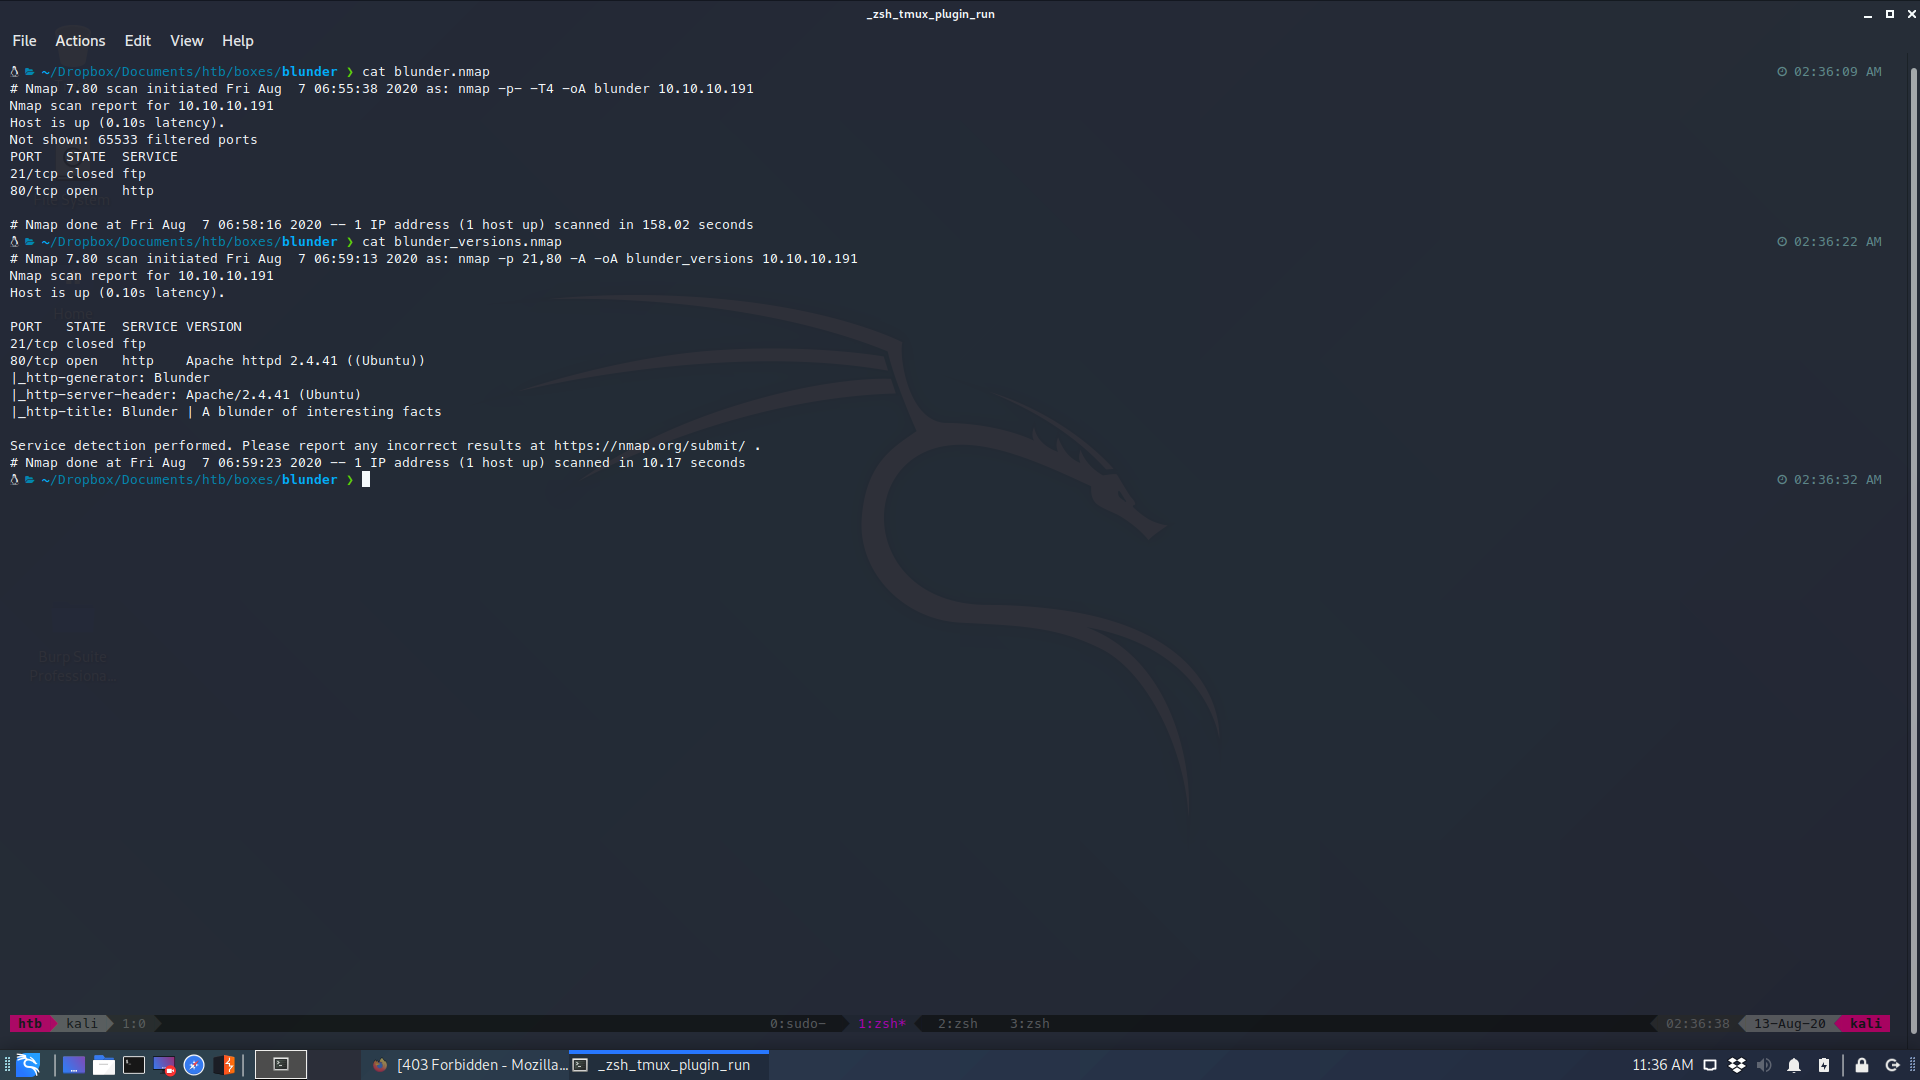 _zsh_tmux_plugin_run
File Actions Edit View Help
~/Dropbox/Documents/htb/boxes/blunder ❯ cat blunder.nmap 02:36:09 AM
# Nmap 7.80 scan initiated Fri Aug  7 06:55:38 2020 as: nmap -p- -T4 -oA blunder 10.10.10.191
Nmap scan report for 10.10.10.191
Host is up (0.10s latency).
Not shown: 65533 filtered ports
PORT   STATE  SERVICE
21/tcp closed ftp
80/tcp open   http
# Nmap done at Fri Aug  7 06:58:16 2020 -- 1 IP address (1 host up) scanned in 158.02 seconds
~/Dropbox/Documents/htb/boxes/blunder ❯ cat blunder_versions.nmap 02:36:22 AM
# Nmap 7.80 scan initiated Fri Aug  7 06:59:13 2020 as: nmap -p 21,80 -A -oA blunder_versions 10.10.10.191
Nmap scan report for 10.10.10.191
Host is up (0.10s latency).
Home
PORT   STATE  SERVICE VERSION
21/tcp closed ftp
80/tcp open   http    Apache httpd 2.4.41 ((Ubuntu))
|_http-generator: Blunder
|_http-server-header: Apache/2.4.41 (Ubuntu)
|_http-title: Blunder | A blunder of interesting facts
Service detection performed. Please report any incorrect results at https://nmap.org/submit/ .
# Nmap done at Fri Aug  7 06:59:23 2020 -- 1 IP address (1 host up) scanned in 10.17 seconds
~/Dropbox/Documents/htb/boxes/blunder ❯ 02:36:32 AM
Burp Suite
Professiona...
htb kali 1:0 0:sudo- 1:zsh* 2:zsh 3:zsh 02:36:38 13-Aug-20 kali
[403 Forbidden - Mozilla... _zsh_tmux_plugin_run 11:36 AM